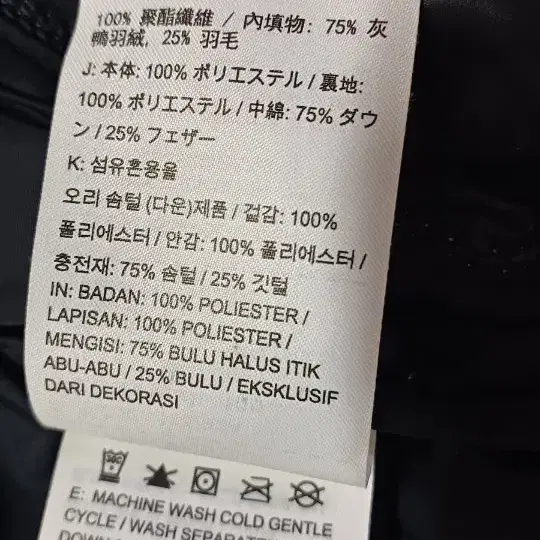 100% 聚酯纖維 / 內填物: 75% 灰
鴨羽絨, 25% 羽毛
J: 本体: 100% ポリエステル / 裏地:
100% ポリエステル / 中綿: 75% ダウ
ン / 25% フェザー
K: 섬유혼용율
오리 솜털 (다운)제품 / 겉감: 100%
폴리에스터 / 안감: 100% 폴리에스터 /
충전재: 75% 솜털 / 25% 깃털
IN: BADAN: 100% POLIESTER /
LAPISAN: 100% POLIESTER /
MENGISI: 75% BULU HALUS ITIK
ABU-ABU / 25% BULU / EKSKLUSIF
DARI DEKORASI
30C
E: MACHINE WASH COLD GENTLE
CYCLE / WASH SEPARATELY